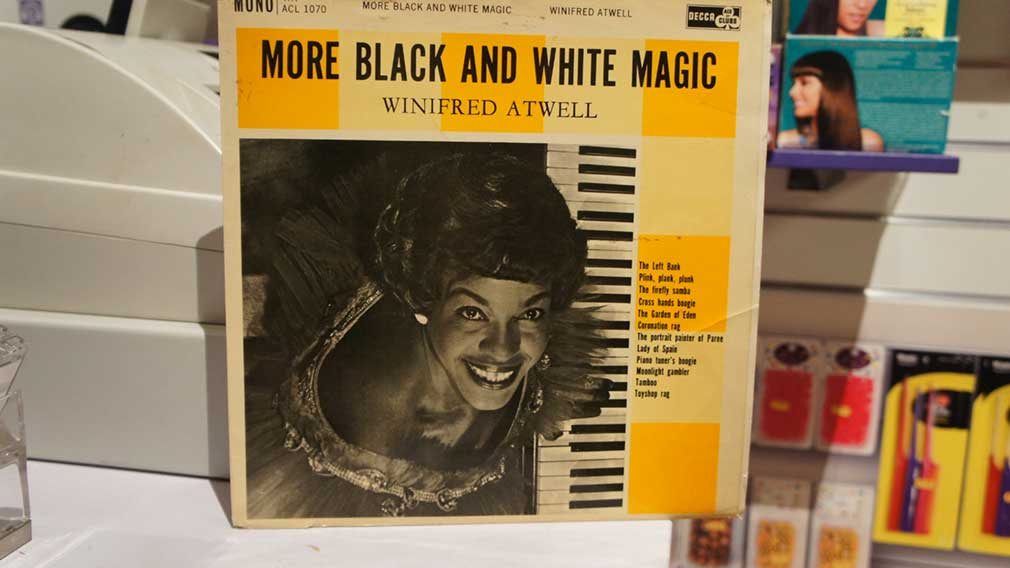 MONO
ACL 1070
MORE BLACK AND WHITE MAGIC
WINIFRED ATWELL
DECCA ACE OF CLUBS
MORE BLACK AND WHITE MAGIC
WINIFRED ATWELL
The Left Bank
Plink, plank, plunk
The firefly samba
Cross hands boogie
The Garden of Eden
Coronation rag
The portrait painter of Paree
Lady of Spain
Piano tuner's boogie
Moonlight gambler
Tamboo
Toyshop rag